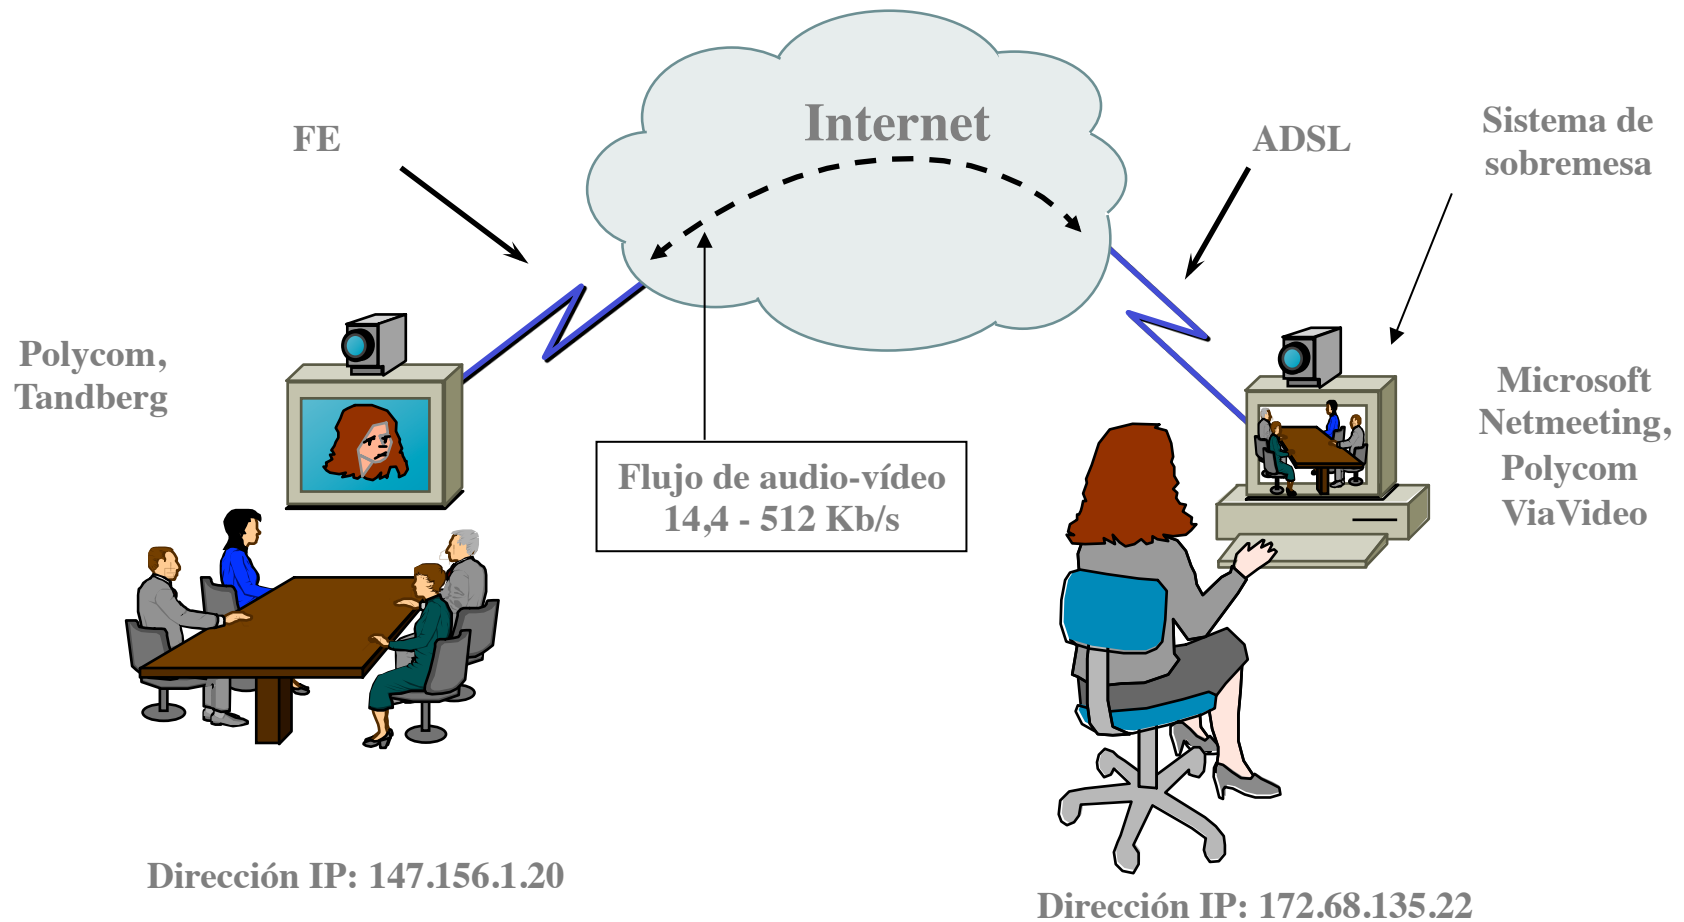 Internet
FE
ADSL
Sistema de
sobremesa
Polycom,
Tandberg
Microsoft
Netmeeting,
Polycom
ViaVideo
Flujo de audio-vídeo
14,4 - 512 Kb/s
Dirección IP: 147.156.1.20
Dirección IP: 172.68.135.22